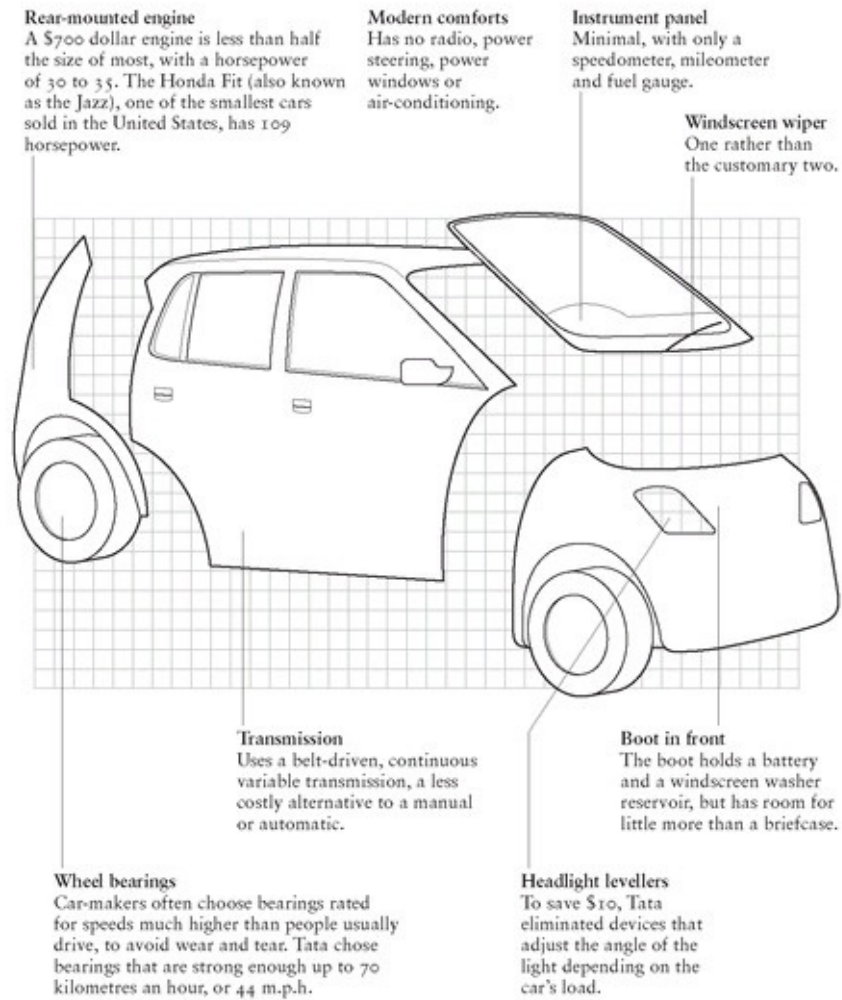 Rear-mounted engine
A $700 dollar engine is less than half
the size of most, with a horsepower
of 30 to 35. The Honda Fit (also known
as the Jazz), one of the smallest cars
sold in the United States, has 109
horsepower.
Modern comforts
Has no radio, power
steering, power
windows or
air-conditioning.
Instrument panel
Minimal, with only a
speedometer, mileometer
and fuel gauge.
Windscreen wiper
One rather than
the customary two.
Transmission
Uses a belt-driven, continuous
variable transmission, a less
costly alternative to a manual
or automatic.
Boot in front
The boot holds a battery
and a windscreen washer
reservoir, but has room for
little more than a briefcase.
Wheel bearings
Car-makers often choose bearings rated
for speeds much higher than people usually
drive, to avoid wear and tear. Tata chose
bearings that are strong enough up to 70
kilometres an hour, or 44 m.p.h.
Headlight levellers
To save $10, Tata
eliminated devices that
adjust the angle of the
light depending on the
car's load.